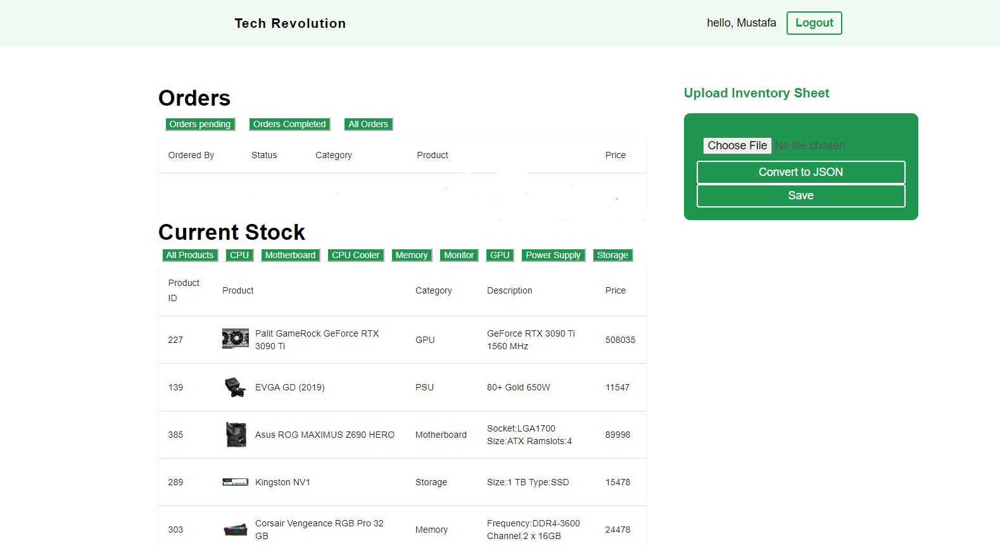 Tech Revolution
hello, Mustafa
Logout
Orders
Orders pending
Orders Completed
All Orders
Ordered By Status Category Product Price
Current Stock
All Products
CPU
Motherboard
CPU Cooler
Memory
Monitor
GPU
Power Supply
Storage
Product
ID
Product Category Description Price
227 Palit GameRock GeForce RTX
3090 Ti
GPU
GeForce RTX 3090 Ti
1560 MHz
508035
139 EVGA GD (2019) PSU 80+ Gold 650W 11547
385 Asus ROG MAXIMUS Z690 HERO Motherboard
Socket:LGA1700
Size:ATX Ramslots:4
89998
289 Kingston NV1 Storage Size:1 TB Type:SSD 15478
303 Corsair Vengeance RGB Pro 32
GB
Memory
Frequency:DDR4-3600
Channel:2 x 16GB
24478
Upload Inventory Sheet
Choose File No file chosen
Convert to JSON
Save